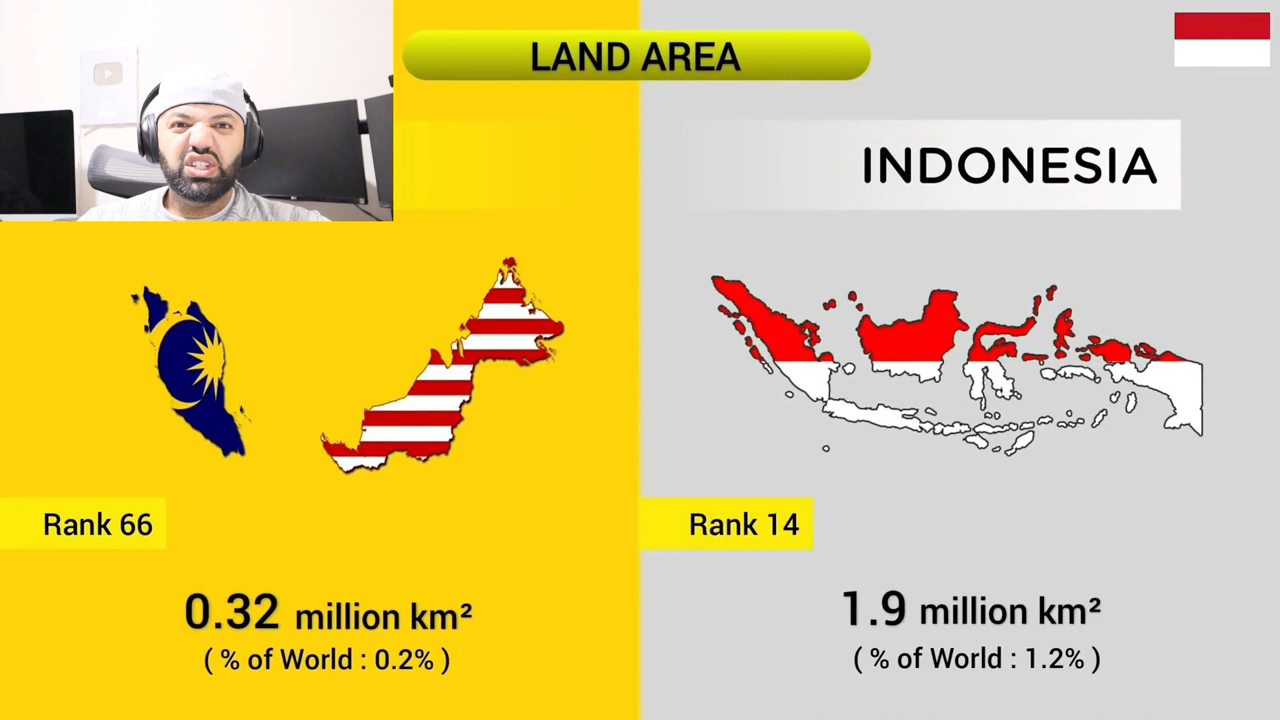 LAND AREA
INDONESIA
Rank 66
Rank 14
0.32 million km²
( % of World : 0.2% )
1.9 million km²
( % of World : 1.2% )